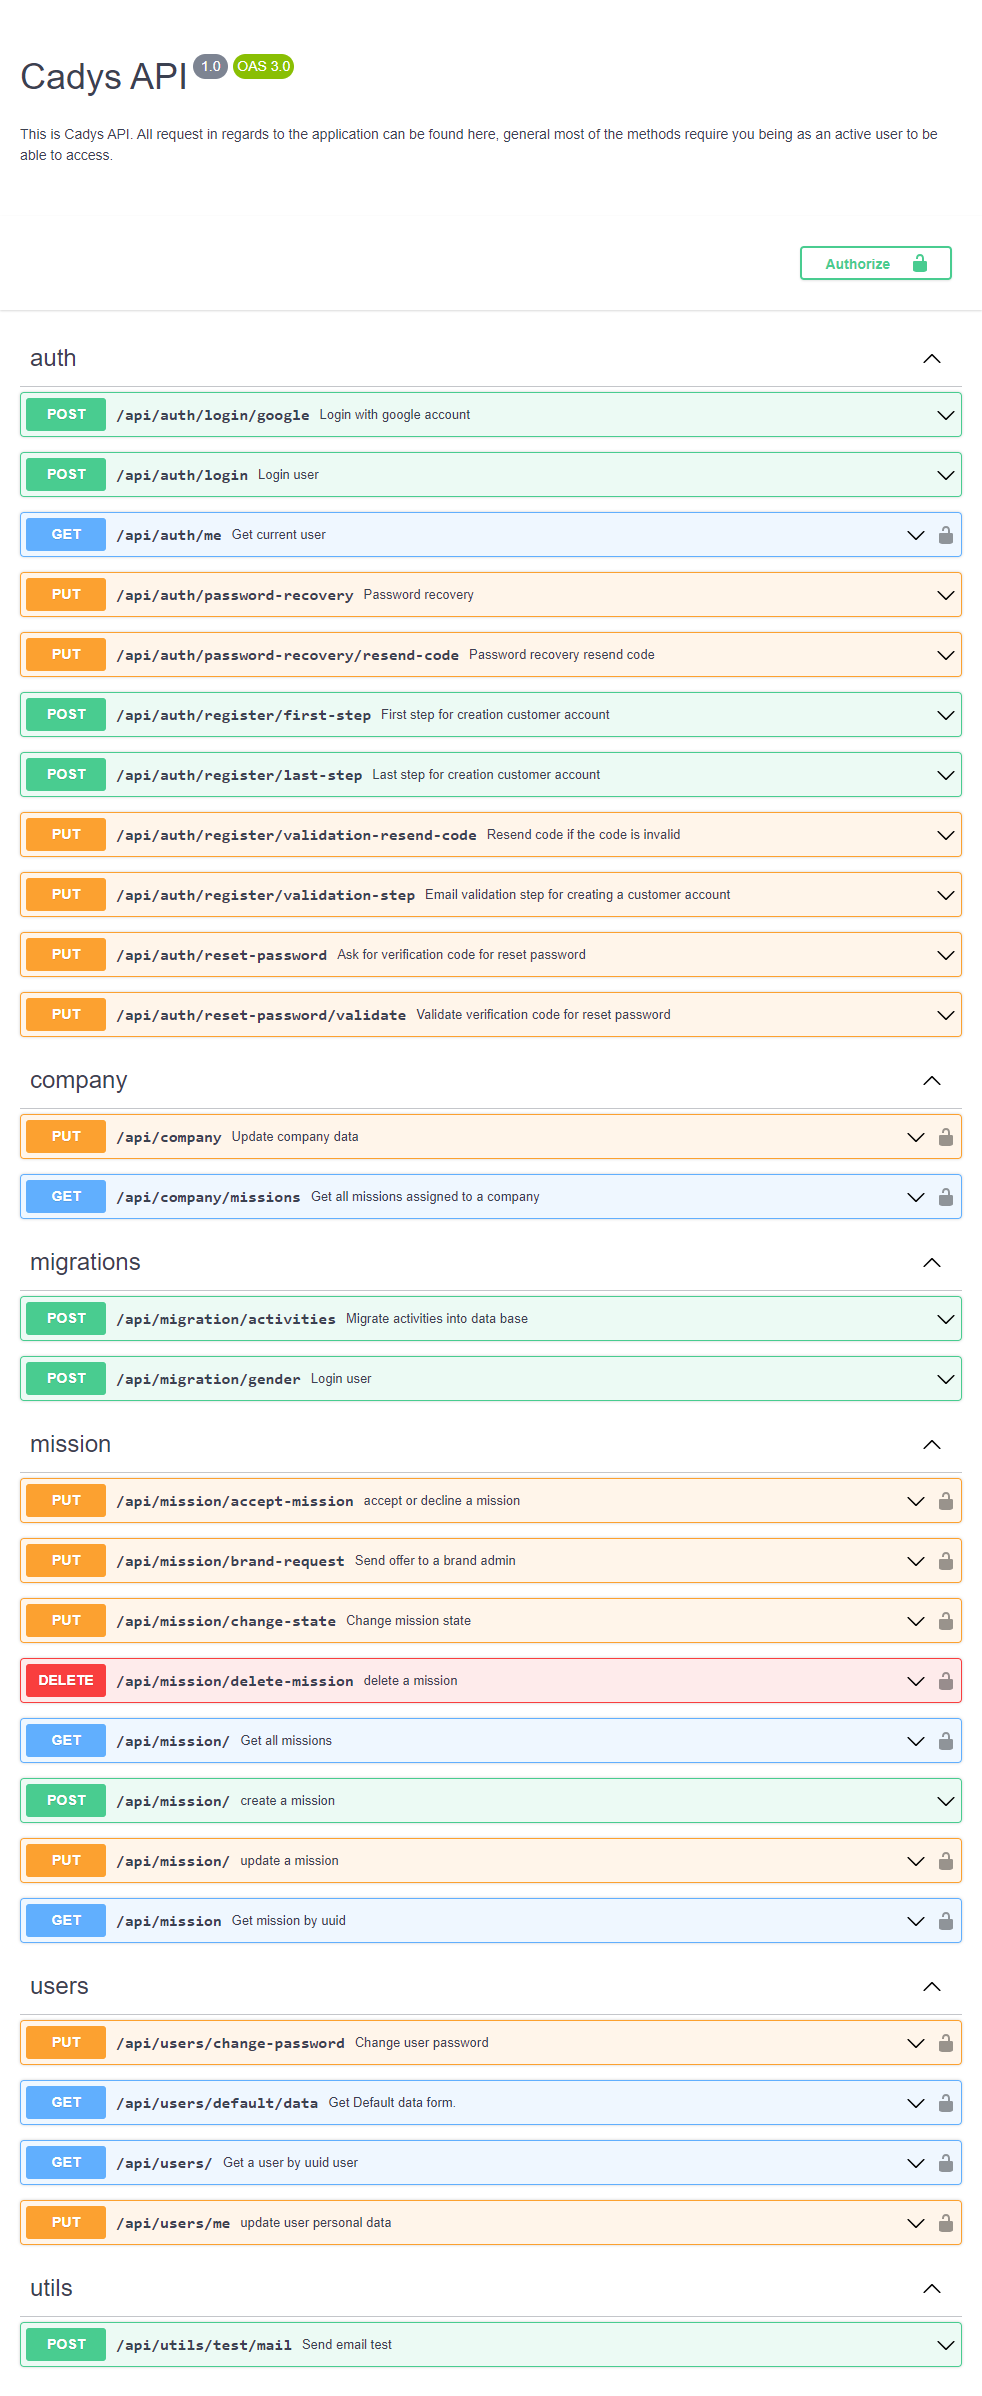 Cadys API 1.0 OAS 3.0
This is Cadys API. All request in regards to the application can be found here, general most of the methods require you being as an active user to be
able to access.
Authorize
auth
POST /api/auth/login/google Login with google account
POST /api/auth/login Login user
GET /api/auth/me Get current user
PUT /api/auth/password-recovery Password recovery
PUT /api/auth/password-recovery/resend-code Password recovery resend code
POST /api/auth/register/first-step First step for creation customer account
POST /api/auth/register/last-step Last step for creation customer account
PUT /api/auth/register/validation-resend-code Resend code if the code is invalid
PUT /api/auth/register/validation-step Email validation step for creating a customer account
PUT /api/auth/reset-password Ask for verification code for reset password
PUT /api/auth/reset-password/validate Validate verification code for reset password
company
PUT /api/company Update company data
GET /api/company/missions Get all missions assigned to a company
migrations
POST /api/migration/activities Migrate activities into data base
POST /api/migration/gender Login user
mission
PUT /api/mission/accept-mission accept or decline a mission
PUT /api/mission/brand-request Send offer to a brand admin
PUT /api/mission/change-state Change mission state
DELETE /api/mission/delete-mission delete a mission
GET /api/mission/ Get all missions
POST /api/mission/ create a mission
PUT /api/mission/ update a mission
GET /api/mission Get mission by uuid
users
PUT /api/users/change-password Change user password
GET /api/users/default/data Get Default data form.
GET /api/users/ Get a user by uuid user
PUT /api/users/me update user personal data
utils
POST /api/utils/test/mail Send email test